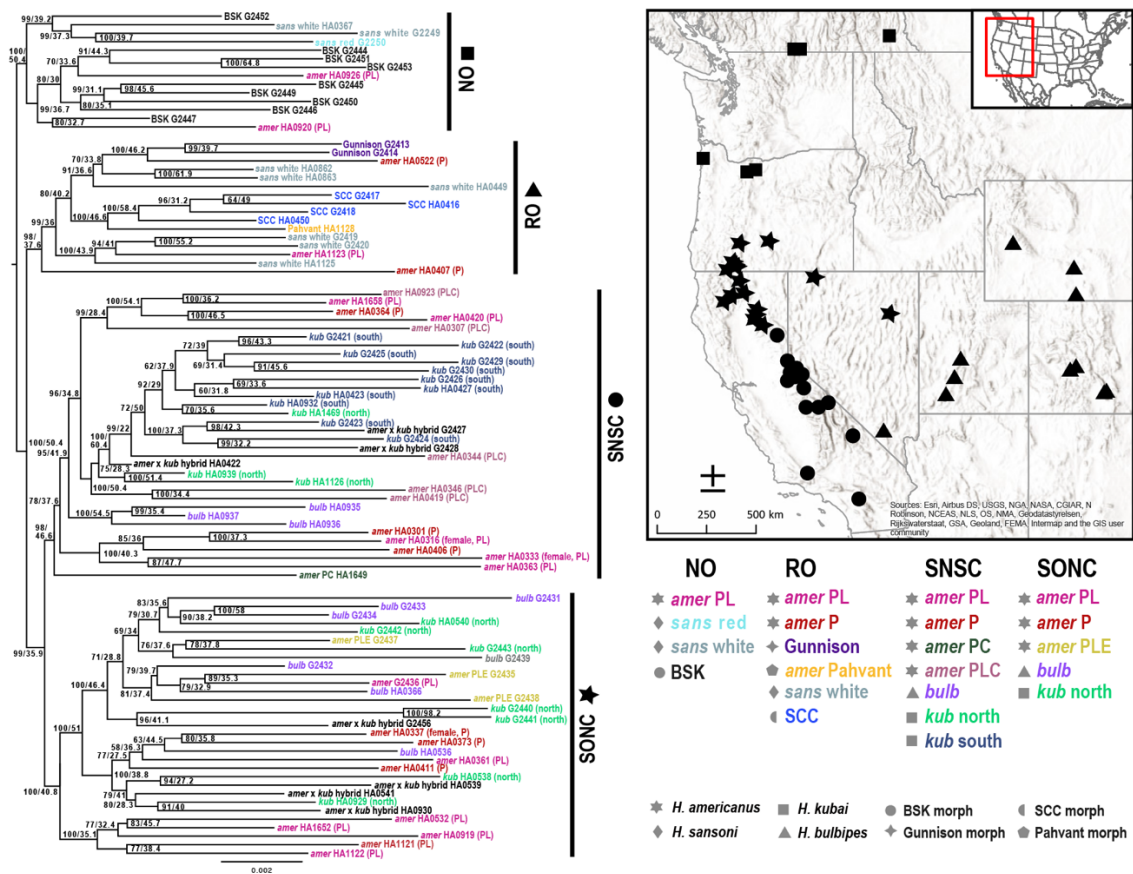 BSK G2452
99/39.2
sans white HA0367
99/37.3
sans white G2249
100/39.7
sans red G2250
100/50.4
91/44.3
BSK G2444
BSK G2451
70/33.6
100/64.8
BSK G2453
amer HA0926 (PL)
80/30
98/45.6
BSK G2445
99/31.1
BSK G2449
80/35.1
BSK G2450
99/36.7
BSK G2446
BSK G2447
80/32.7
amer HA0920 (PL)
NO
Gunnison G2413
100/46.2
99/39.7
Gunnison G2414
70/33.8
amer HA0522 (P)
91/36.6
sans white HA0862
100/61.9
sans white HA0863
80/40.2
sans white HA0449
96/31.2
SCC G2417
64/49
SCC HA0416
100/58.4
99/36
SCC G2418
100/46.6
SCC HA0450
Pahvant HA1128
98/37.6
94/41
100/55.2
sans white G2419
100/43.9
sans white G2420
amer HA1123 (PL)
sans white HA1125
amer HA0407 (P)
RO
amer HA0923 (PLC)
100/54.1
100/36.2
amer HA1658 (PL)
99/28.4
amer HA0364 (P)
100/46.5
amer HA0420 (PL)
amer HA0307 (PLC)
kub G2421 (south)
72/39
96/43.3
kub G2422 (south)
kub G2425 (south)
62/37.9
69/31.4
kub G2429 (south)
91/45.6
kub G2430 (south)
92/29
69/33.6
kub G2426 (south)
60/31.8
kub HA0427 (south)
kub HA0423 (south)
96/34.8
72/50
kub HA0932 (south)
70/35.6
kub HA1469 (north)
98/42.3
kub G2423 (south)
99/22
100/37.3
amer x kub hybrid G2427
kub G2424 (south)
99/32.2
amer x kub hybrid G2428
100/60.4
amer HA0344 (PLC)
100/50.4
95/41.9
amer x kub hybrid HA0422
75/28.3
kub HA0939 (north)
100/51.4
kub HA1126 (north)
100/50.4
amer HA0346 (PLC)
100/34.4
amer HA0419 (PLC)
78/37.6
bulb HA0935
99/35.4
100/54.5
bulb HA0937
bulb HA0936
98/46.6
amer HA0301 (P)
85/36
100/37.3
amer HA0316 (female, PL)
amer HA0406 (P)
100/40.3
amer HA0333 (female, PL)
87/47.7
amer HA0363 (PL)
amer PC HA1649
SNSC
99/35.9
83/35.6
bulb G2431
79/30.7
100/58
bulb G2433
90/38.2
bulb G2434
kub HA0540 (north)
69/34
kub G2442 (north)
amer PLE G2437
76/37.6
kub G2443 (north)
78/37.8
bulb G2439
71/28.8
bulb G2432
79/39.7
amer PLE G2435
89/35.3
amer G2436 (PL)
79/32.9
81/37.4
bulb HA0366
100/46.4
amer PLE G2438
kub G2440 (north)
100/98.2
96/41.1
kub G2441 (north)
amer x kub hybrid G2456
100/51
amer HA0337 (female, P)
63/44.5
80/35.8
amer HA0373 (P)
58/36.3
bulb HA0536
77/27.5
amer HA0361 (PL)
amer HA0411 (P)
100/38.8
kub HA0538 (north)
94/27.2
amer x kub hybrid HA0539
79/41
amer x kub hybrid HA0541
80/28.3
kub HA0929 (north)
91/40
amer x kub hybrid HA0930
100/40.8
83/45.7
amer HA0532 (PL)
77/32.4
amer HA1652 (PL)
100/35.1
amer HA0919 (PL)
amer HA1121 (PL)
77/38.4
amer HA1122 (PL)
SONC
0.002
Sources: Esri, Airbus DS, USGS, NGA, NASA, CGIAR, N
Robinson, NCEAS, NLS, OS, NMA, Geodatastyrelsen,
Rijkswaterstaat, GSA, Geoland, FEMA, Intermap and the GIS user
community
0 250 500 km
NO RO SNSC SONC
amer PL amer PL amer PL amer PL
sans red amer P amer P amer P
sans white Gunnison amer PC amer PLE
BSK amer Pahvant amer PLC bulb
sans white bulb kub north
SCC kub north
kub south
H. americanus H. kubai BSK morph SCC morph
H. sansoni H. bulbipes Gunnison morph Pahvant morph